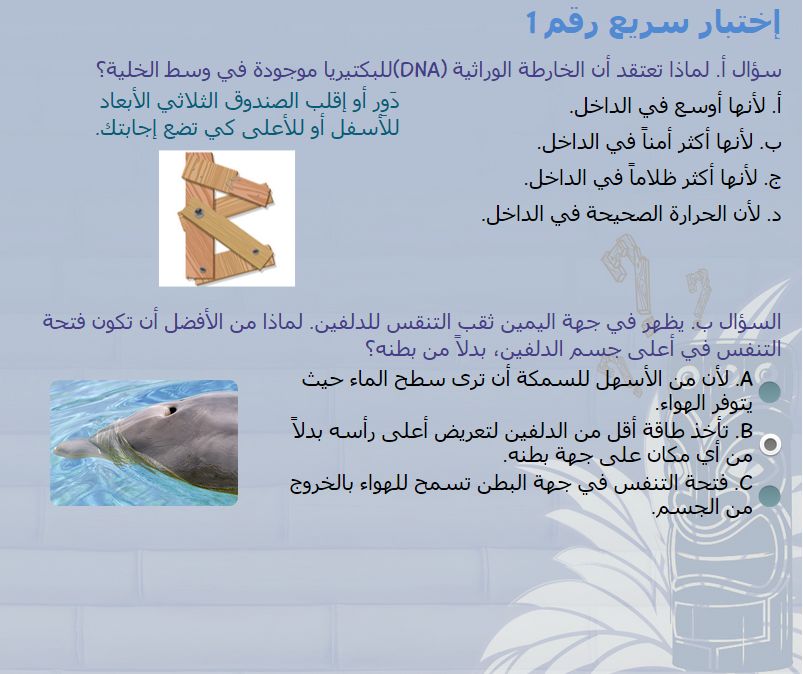 إختبار سريع رقم 1
سؤال أ. لماذا تعتقد أن الخارطة الوراثية (DNA)للبكتيريا موجودة في وسط الخلية؟
أ. لأنها أوسع في الداخل.
ب. لأنها أكثر أمناً في الداخل.
ج. لأنها أكثر ظلاماً في الداخل.
د. لأن الحرارة الصحيحة في الداخل.
دَور أو إقلب الصندوق الثلاثي الأبعاد
للأسفل أو للأعلى كي تضع إجابتك.
B
السؤال ب. يظهر في جهة اليمين ثقب التنقس للدلفين. لماذا من الأفضل أن تكون فتحة
التنفس في أعلى جسم الدلفين، بدلاً من بطنه؟
A. لأن من الأسهل للسمكة أن ترى سطح الماء حيث
يتوفر الهواء.
B. تأخذ طاقة أقل من الدلفين لتعريض أعلى رأسه بدلاً
من أي مكان على جهة بطنه.
C. فتحة التنفس في جهة البطن تسمح للهواء بالخروج
من الجسم.